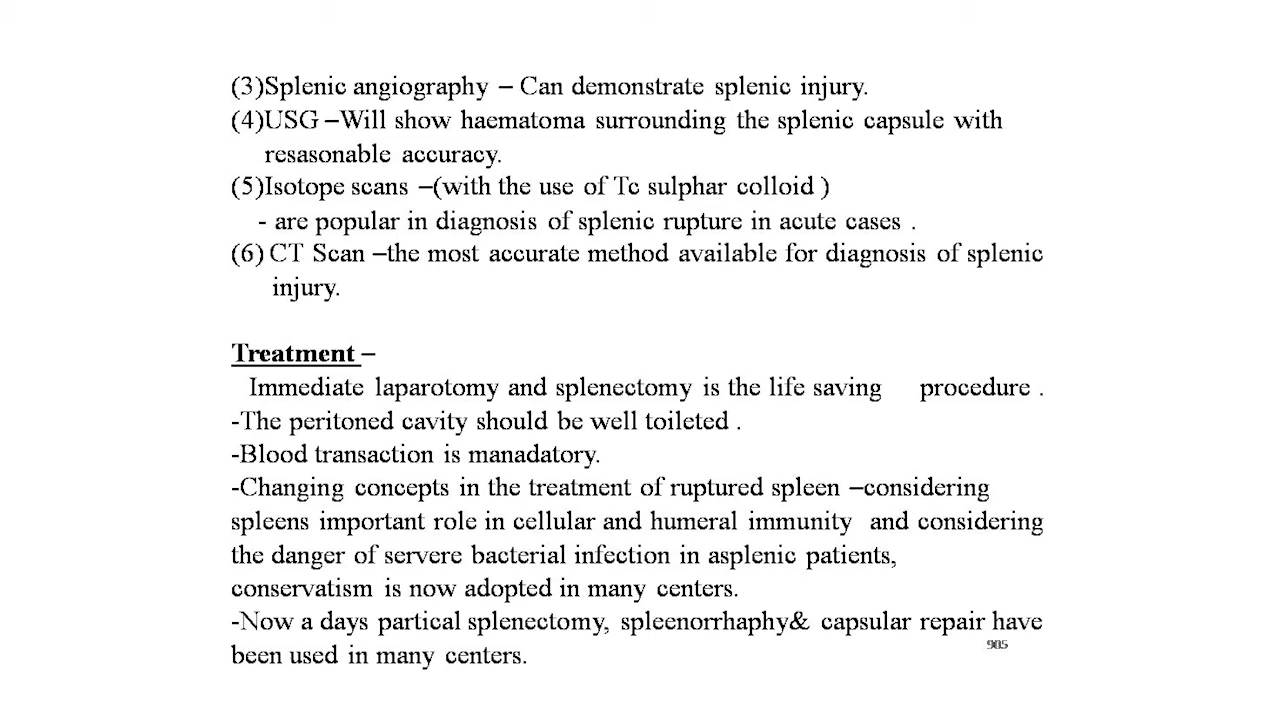 (3)Splenic angiography – Can demonstrate splenic injury.
(4)USG –Will show haematoma surrounding the splenic capsule with
resasonable accuracy.
(5)Isotope scans –(with the use of Tc sulphar colloid )
- are popular in diagnosis of splenic rupture in acute cases .
(6) CT Scan –the most accurate method available for diagnosis of splenic
injury.
Treatment –
Immediate laparotomy and splenectomy is the life saving procedure .
-The peritoned cavity should be well toileted .
-Blood transaction is manadatory.
-Changing concepts in the treatment of ruptured spleen –considering
spleens important role in cellular and humeral immunity and considering
the danger of servere bacterial infection in asplenic patients,
conservatism is now adopted in many centers.
-Now a days partical splenectomy, spleenorrhaphy& capsular repair have
been used in many centers.
905